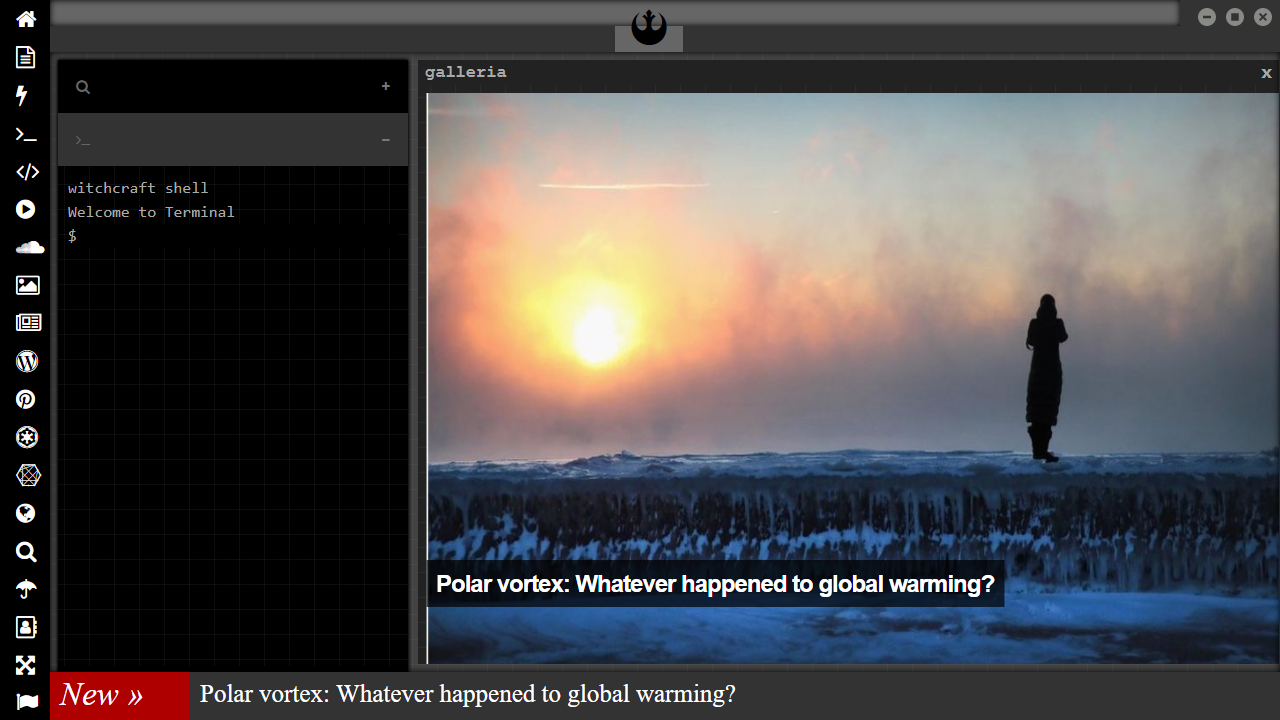 galleria
x
witchcraft shell
Welcome to Terminal
$
Polar vortex: Whatever happened to global warming?
New »
Polar vortex: Whatever happened to global warming?